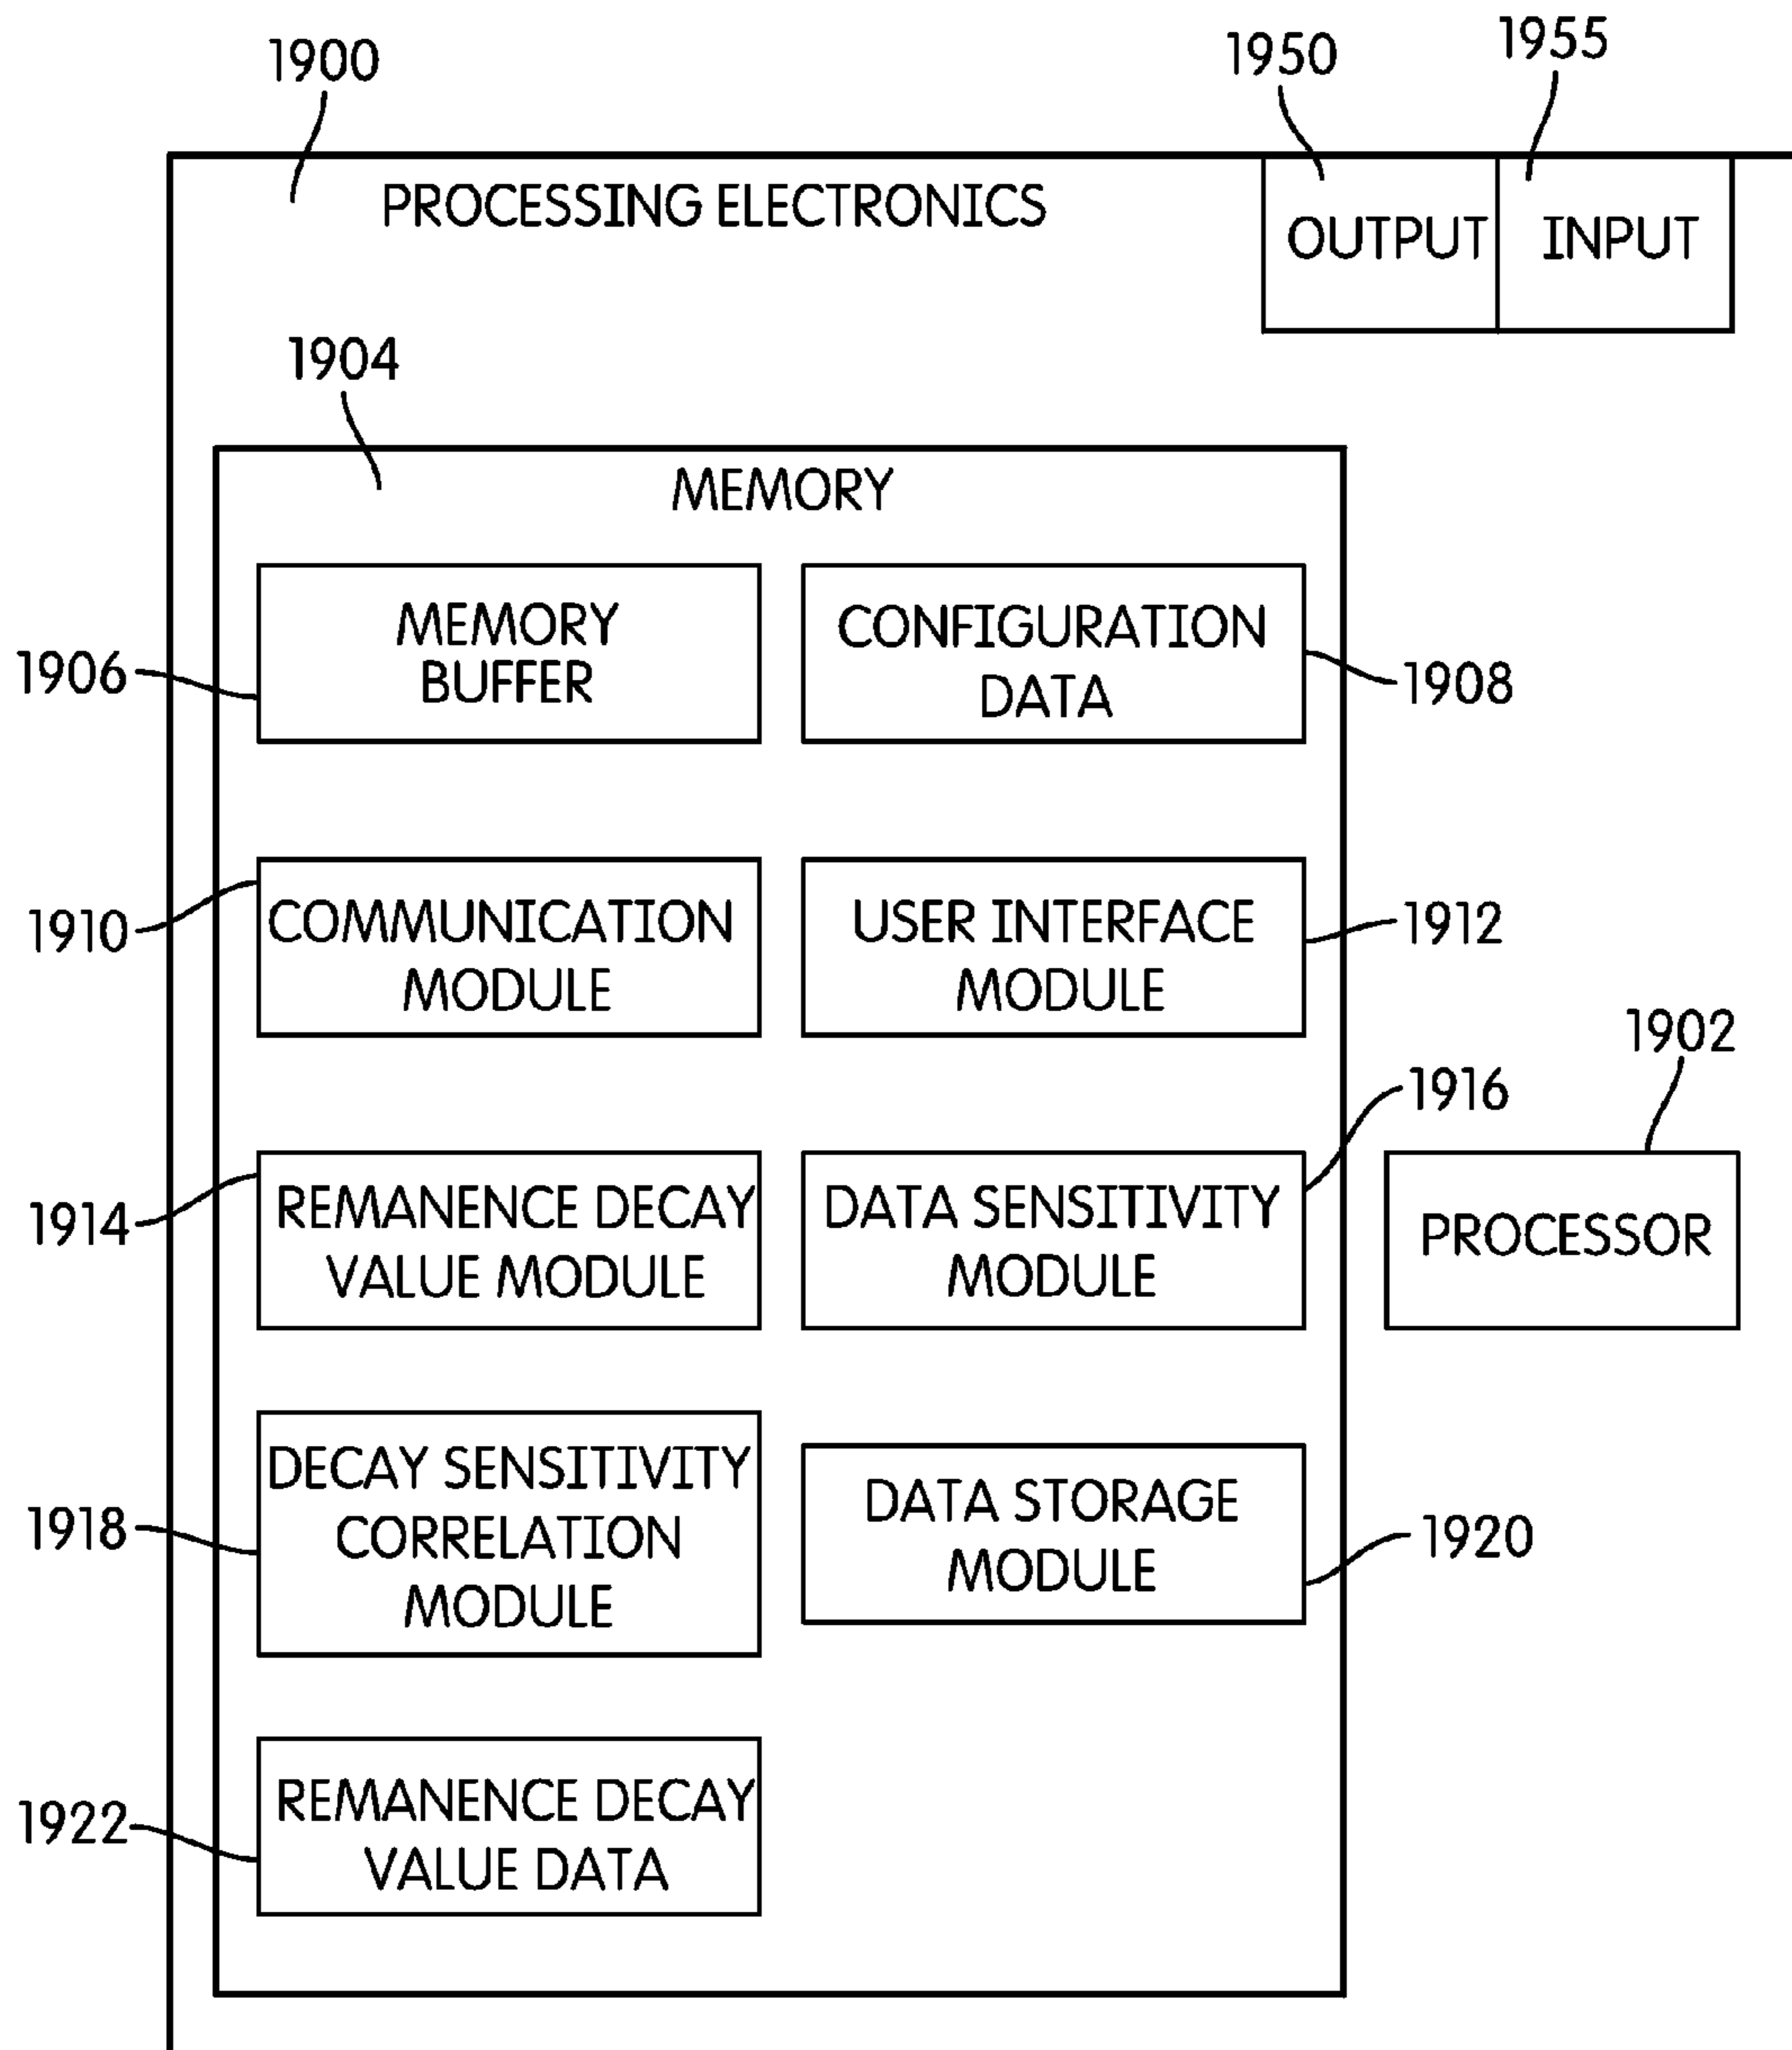 1900
1950
1955
PROCESSING ELECTRONICS
OUTPUT
INPUT
1904
MEMORY
MEMORY
BUFFER
1906
CONFIGURATION
DATA
1908
COMMUNICATION
MODULE
1910
USER INTERFACE
MODULE
1912
1902
1916
REMANENCE DECAY
VALUE MODULE
1914
DATA SENSITIVITY
MODULE
PROCESSOR
DECAY SENSITIVITY
CORRELATION
MODULE
1918
DATA STORAGE
MODULE
1920
REMANENCE DECAY
VALUE DATA
1922